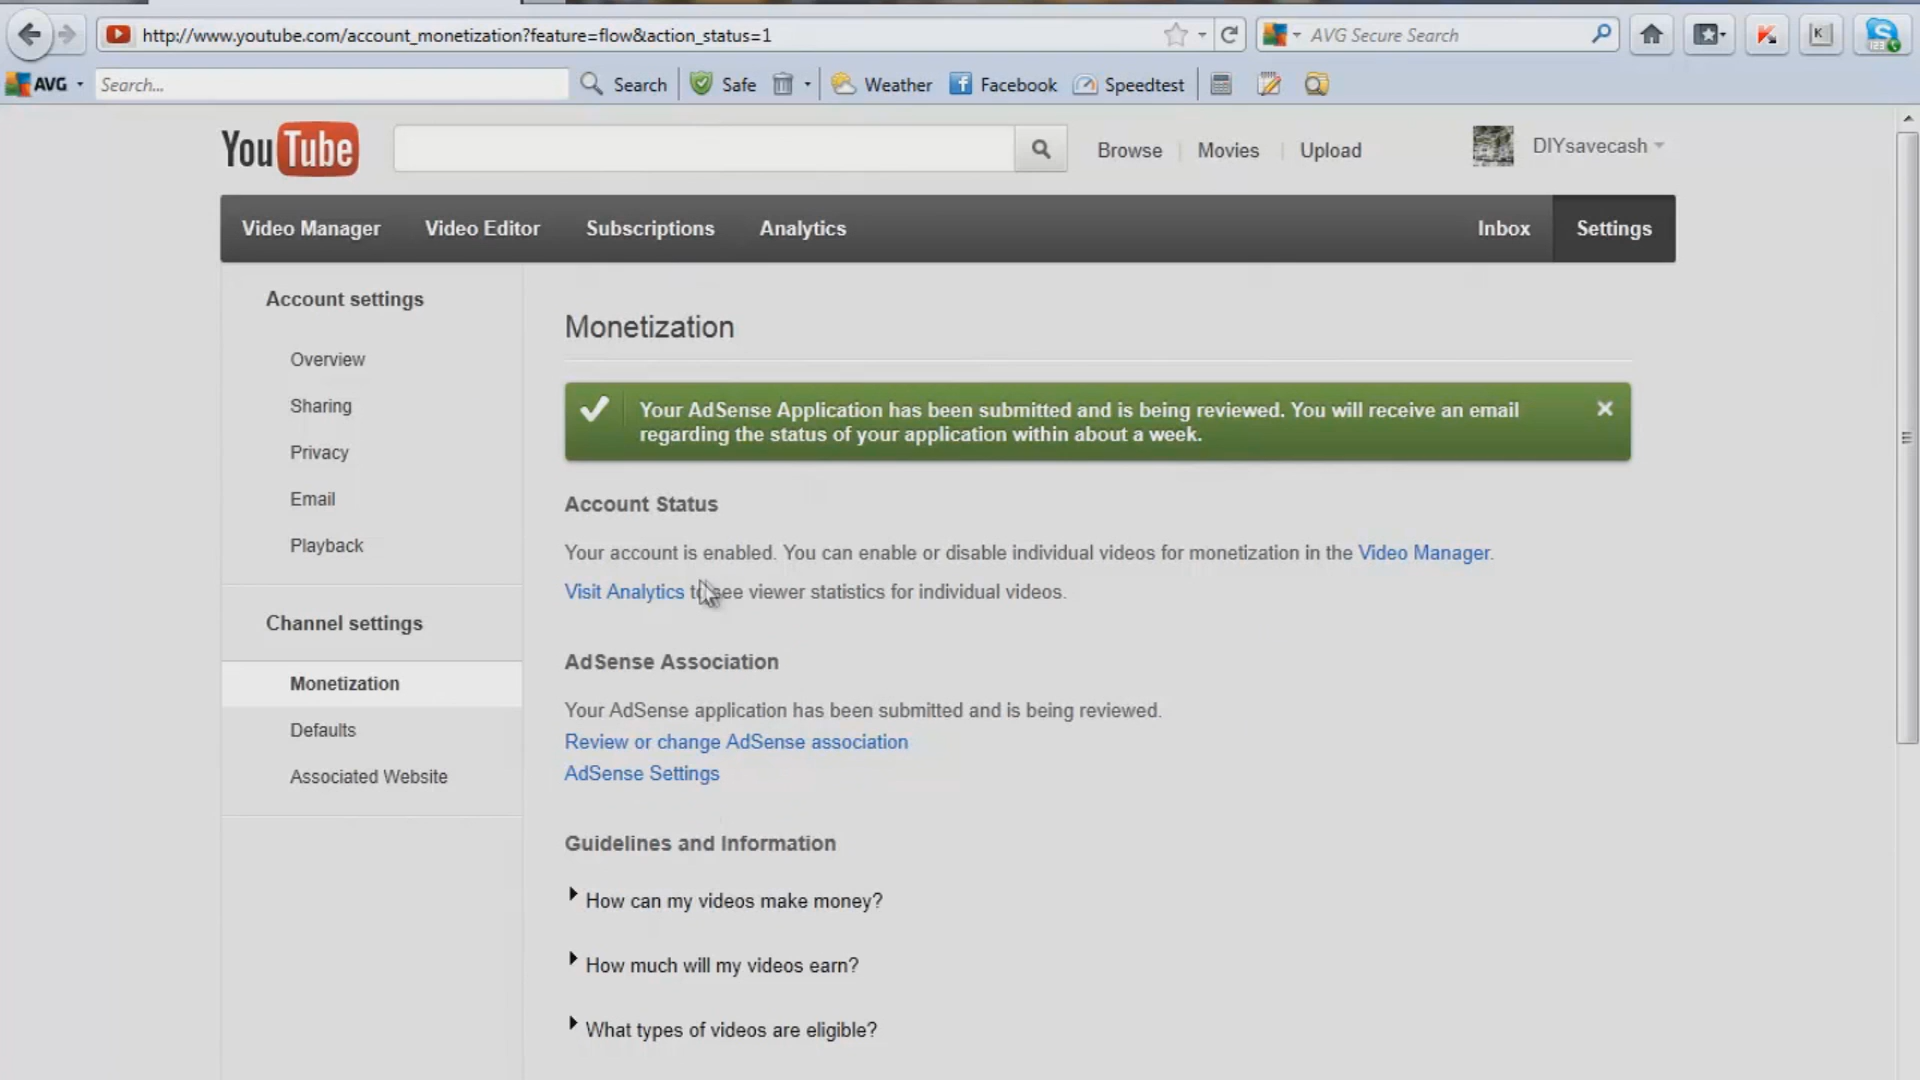 http://www.youtube.com/account_monetization?feature=flow&action_status=1
AVG Secure Search
K
123
AVG
Search...
Search
Safe
Weather
Facebook
Speedtest
YouTube
Browse
Movies
Upload
DIYsavecash
Video Manager
Video Editor
Subscriptions
Analytics
Inbox
Settings
Account settings
Overview
Sharing
Privacy
Email
Playback
Channel settings
Monetization
Defaults
Associated Website
Monetization
Your AdSense Application has been submitted and is being reviewed. You will receive an email
regarding the status of your application within about a week.
Account Status
Your account is enabled. You can enable or disable individual videos for monetization in the Video Manager.
Visit Analytics to see viewer statistics for individual videos.
AdSense Association
Your AdSense application has been submitted and is being reviewed.
Review or change AdSense association
AdSense Settings
Guidelines and Information
How can my videos make money?
How much will my videos earn?
What types of videos are eligible?